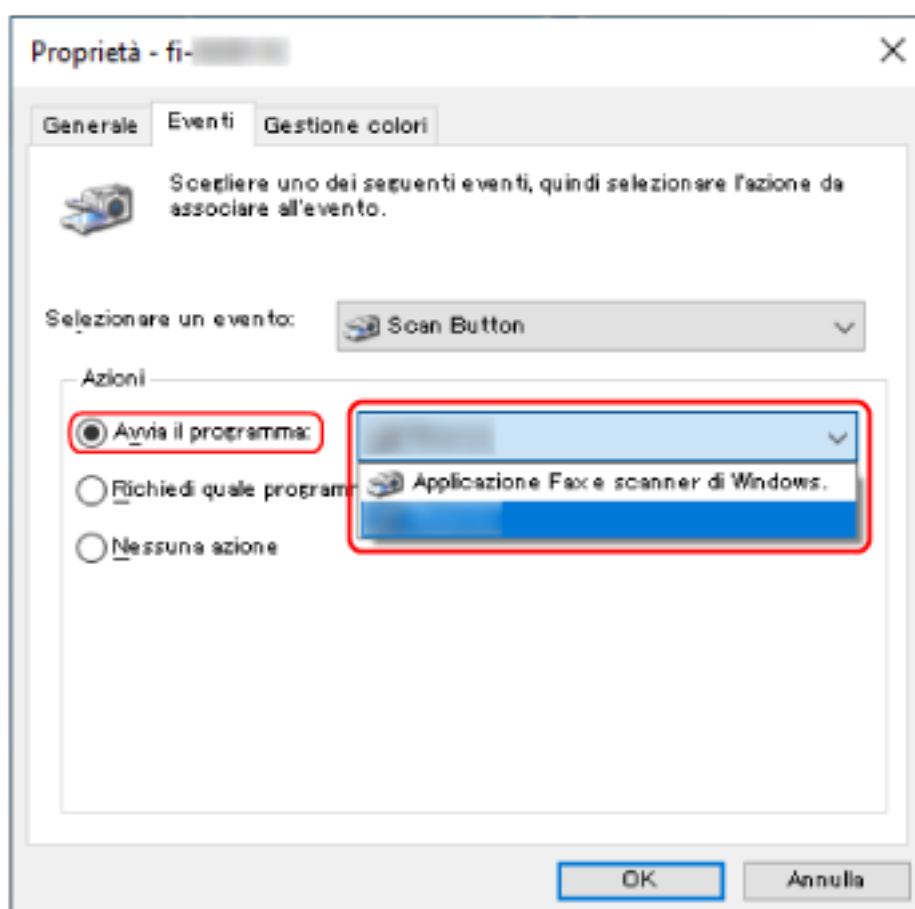 Proprietà - fi-
Generale
Eventi
Gestione colori
Scegliere uno dei seguenti eventi, quindi selezionare l'azione da
associare all'evento.
Selezionare un evento:
Scan Button
Azioni
Avvia il programma:
Richiedi quale programm
Applicazione Fax e scanner di Windows.
Nessuna azione
OK
Annulla